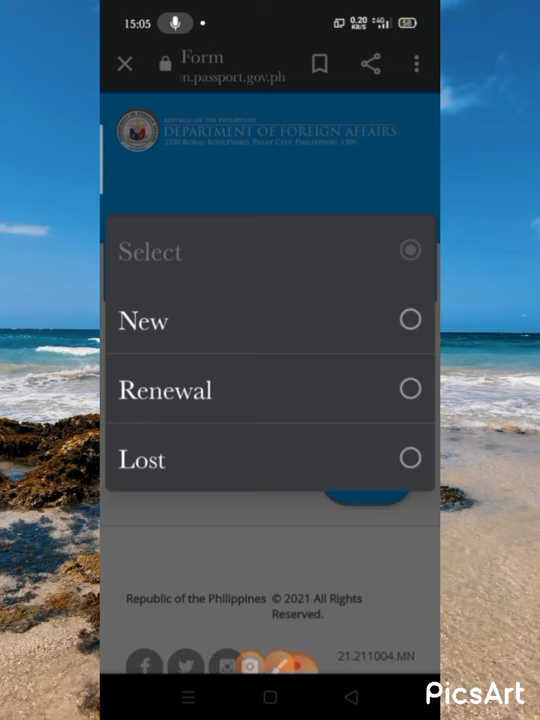 15:05
0.20
KB/S
4G
58
Form
n.passport.gov.ph
REPUBLIC OF THE PHILIPPINES
DEPARTMENT OF FOREIGN AFFAIRS
2330 ROXAS BOULEVARD, PASAY CITY, PHILIPPINES 1300
Select
New
Renewal
Lost
Republic of the Philippines © 2021 All Rights
Reserved.
21.211004.MN
PicsArt